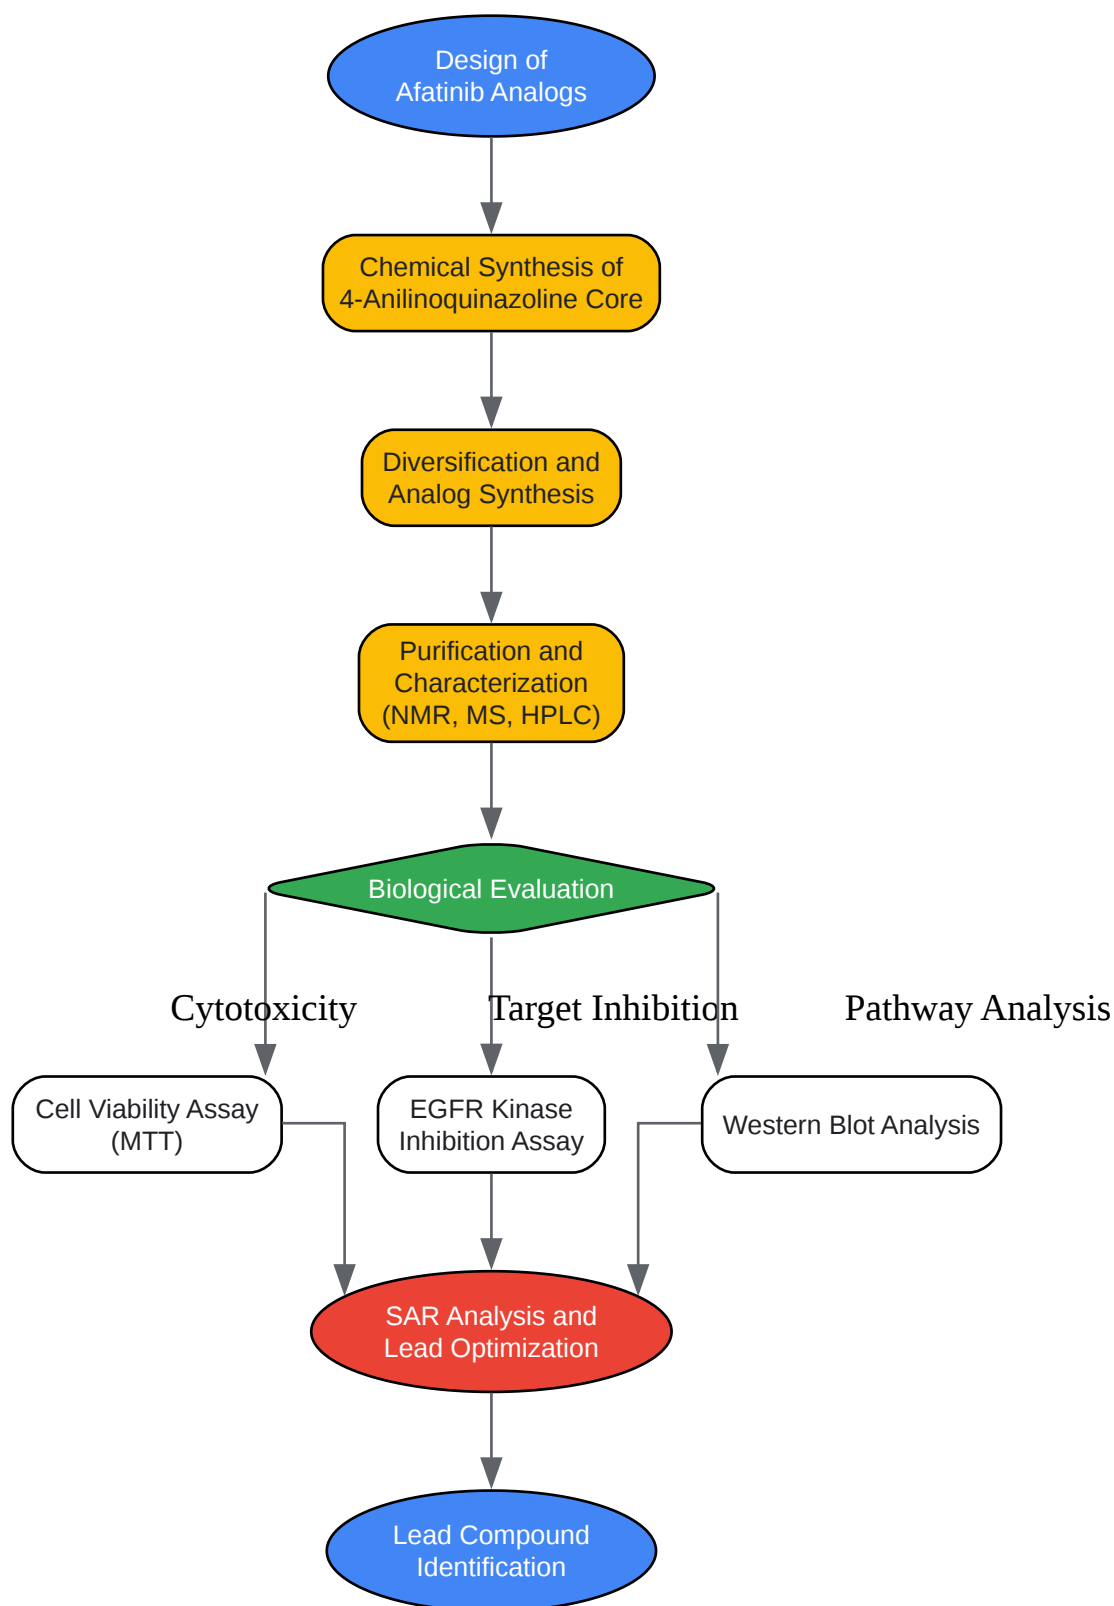 Design of
Afatinib Analogs
Chemical Synthesis of
4-Anilinoquinazoline Core
Diversification and
Analog Synthesis
Purification and
Characterization
(NMR, MS, HPLC)
Biological Evaluation
Cytotoxicity
Target Inhibition
Pathway Analysis
Cell Viability Assay
(MTT)
EGFR Kinase
Inhibition Assay
Western Blot Analysis
SAR Analysis and
Lead Optimization
Lead Compound
Identification